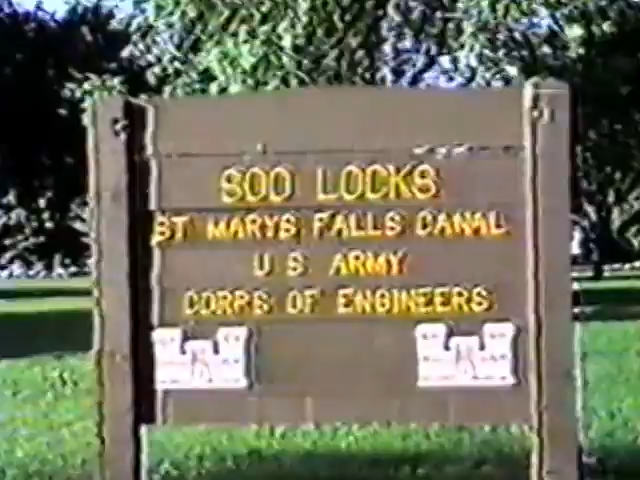 SOO LOCKS
ST MARYS FALLS CANAL
U S ARMY
CORPS OF ENGINEERS